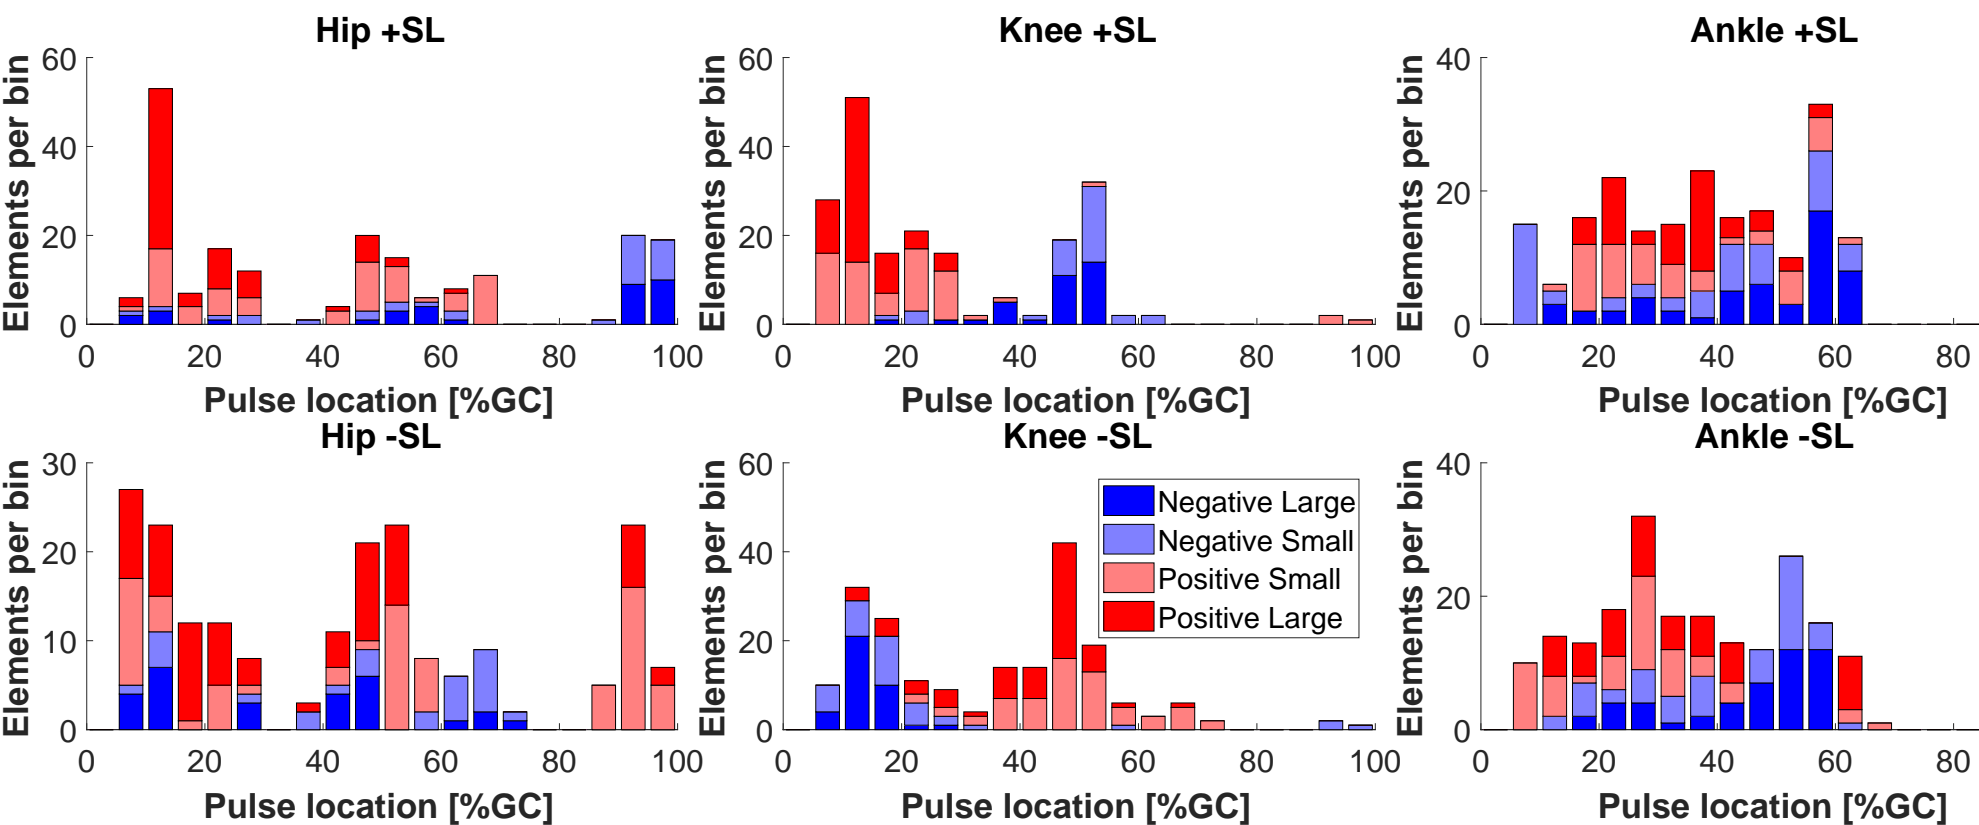 Hip +SL
Knee +SL
Ankle +SL
Elements per bin
60
40
20
0
0 20 40 60 80 100
Pulse location [%GC]
Elements per bin
60
40
20
0
0 20 40 60 80 100
Pulse location [%GC]
Elements per bin
40
20
0
0 20 40 60 80
Pulse location [%GC]
Hip -SL
Knee -SL
Ankle -SL
Elements per bin
30
20
10
0
0 20 40 60 80 100
Pulse location [%GC]
Elements per bin
60
40
20
0
0 20 40 60 80 100
Pulse location [%GC]
Negative Large
Negative Small
Positive Small
Positive Large
Elements per bin
40
20
0
0 20 40 60 80
Pulse location [%GC]